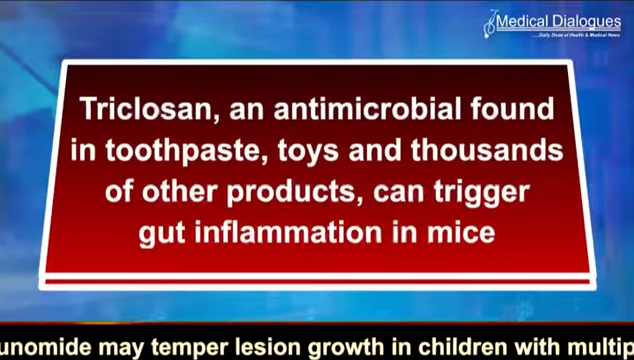 Medical Dialogues
....Daily Dose of Health & Medical News
Triclosan, an antimicrobial found
in toothpaste, toys and thousands
of other products, can trigger
gut inflammation in mice
unomide may temper lesion growth in children with multip